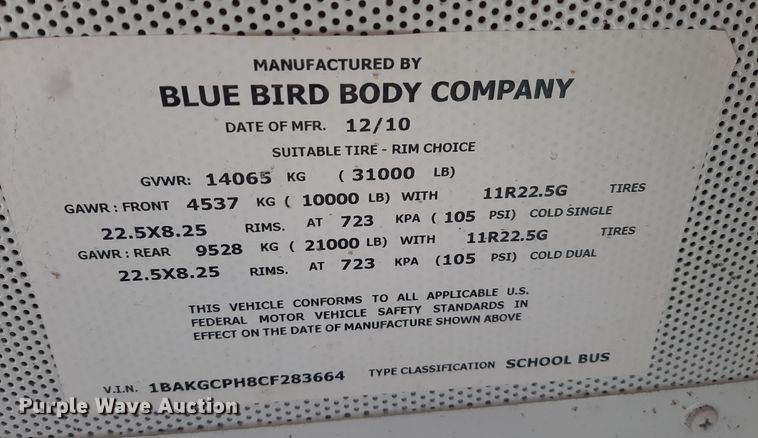 MANUFACTURED BY
BLUE BIRD BODY COMPANY
DATE OF MFR. 12/10
SUITABLE TIRE - RIM CHOICE
GVWR: 14065 KG ( 31000 LB)
GAWR : FRONT 4537 KG ( 10000 LB) WITH 11R22.5G TIRES
22.5X8.25 RIMS. AT 723 KPA ( 105 PSI) COLD SINGLE
GAWR : REAR 9528 KG ( 21000 LB) WITH 11R22.5G TIRES
22.5X8.25 RIMS. AT 723 KPA (105 PSI) COLD DUAL
THIS VEHICLE CONFORMS TO ALL APPLICABLE U.S.
FEDERAL MOTOR VEHICLE SAFETY STANDARDS IN
EFFECT ON THE DATE OF MANUFACTURE SHOWN ABOVE
V.I.N. 1BAKGCPH8CF283664 TYPE CLASSIFICATION SCHOOL BUS
Purple Wave Auction